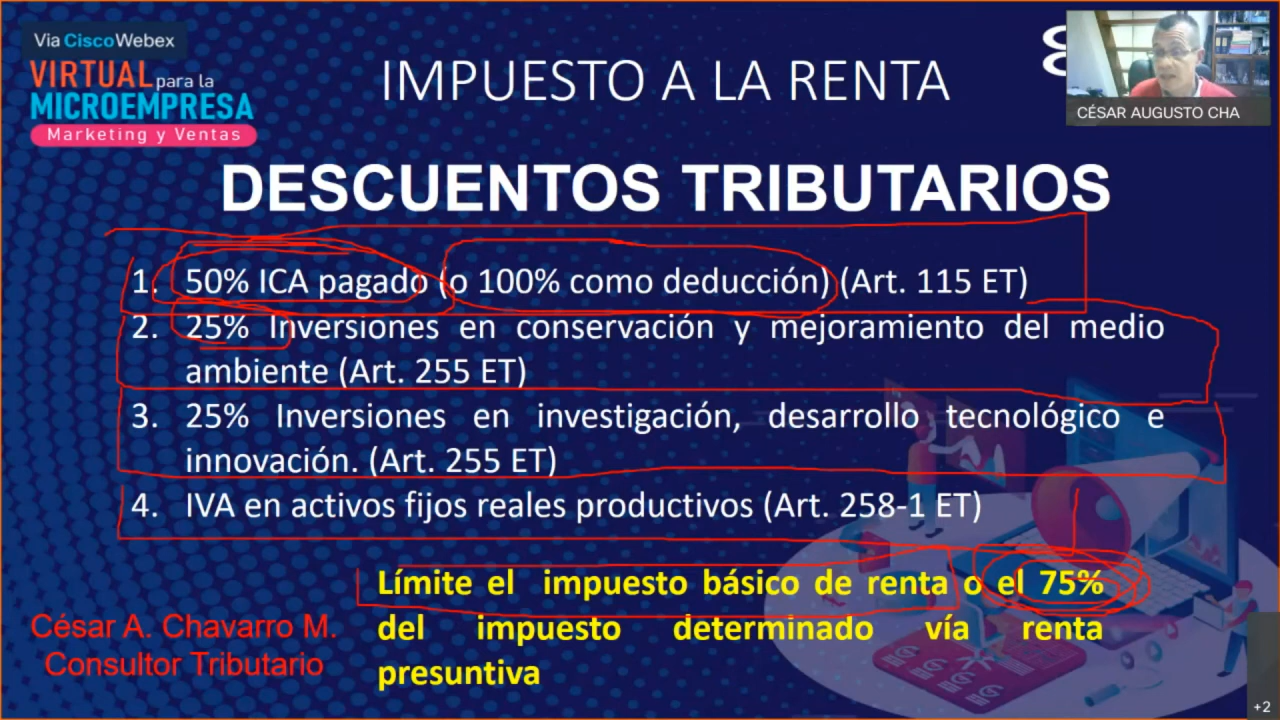 Via Cisco Webex
VIRTUAL para la
MICROEMPRESA
Marketing y Ventas
IMPUESTO A LA RENTA
CÉSAR AUGUSTO CHA
DESCUENTOS TRIBUTARIOS
1. 50% ICA pagado (o 100% como deducción) (Art. 115 ET)
2. 25% Inversiones en conservación y mejoramiento del medio
ambiente (Art. 255 ET)
3. 25% Inversiones en investigación, desarrollo tecnológico e
innovación. (Art. 255 ET)
4. IVA en activos fijos reales productivos (Art. 258-1 ET)
Límite el impuesto básico de renta o el 75%
del impuesto determinado vía renta
presuntiva
César A. Chavarro M.
Consultor Tributario
+2